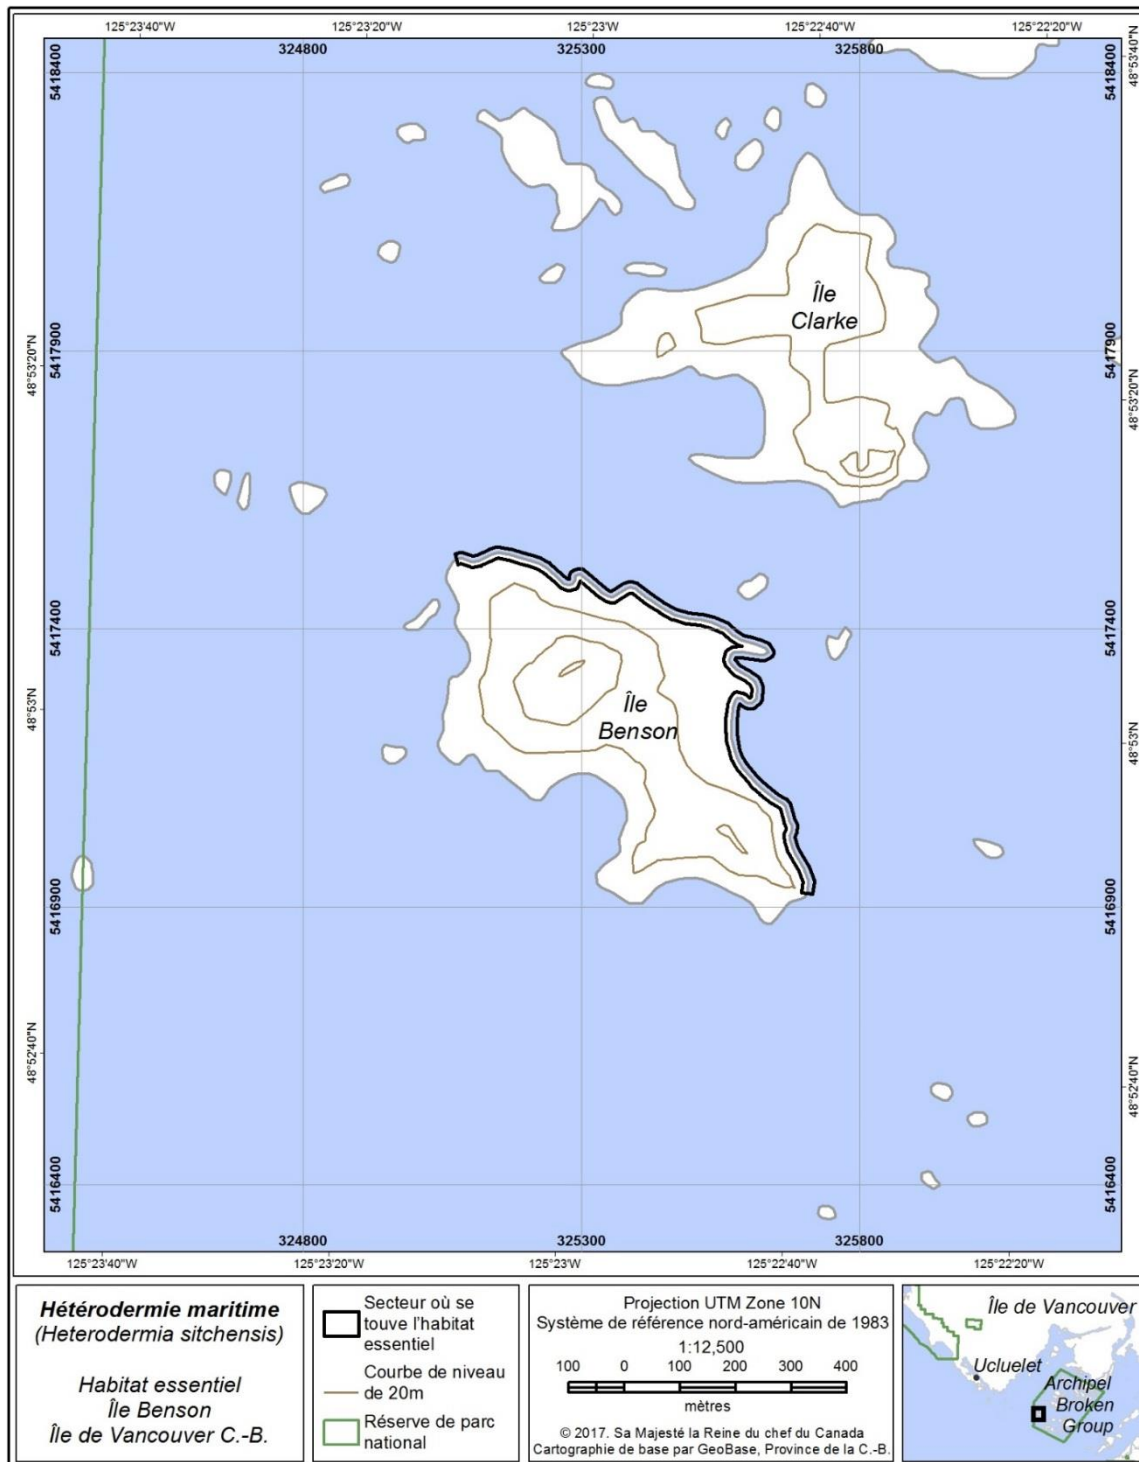 125°23'40"W 125°23'20"W 125°23'W 125°22'40"W 125°22'20"W
324800 325300 325800
48°53'40"N
5418400 5418400
Île
Clarke
5417900 5417900
48°53'20"N 48°53'20"N
5417400 5417400
Île
Benson
48°53'N 48°53'N
5416900 5416900
48°52'40"N 48°52'40"N
5416400 5416400
324800 325300 325800
125°23'40"W 125°23'20"W 125°23'W 125°22'40"W 125°22'20"W
Hétérodermie maritime
(Heterodermia sitchensis)
Habitat essentiel
Île Benson
Île de Vancouver C.-B.
Secteur où se
touve l'habitat
essentiel
Courbe de niveau
de 20m
Réserve de parc
national
Projection UTM Zone 10N
Système de référence nord-américain de 1983
1:12,500
100 0 100 200 300 400
mètres
© 2017. Sa Majesté la Reine du chef du Canada
Cartographie de base par GeoBase, Province de la C.-B.
Île de Vancouver
Ucluelet
Archipel
Broken
Group